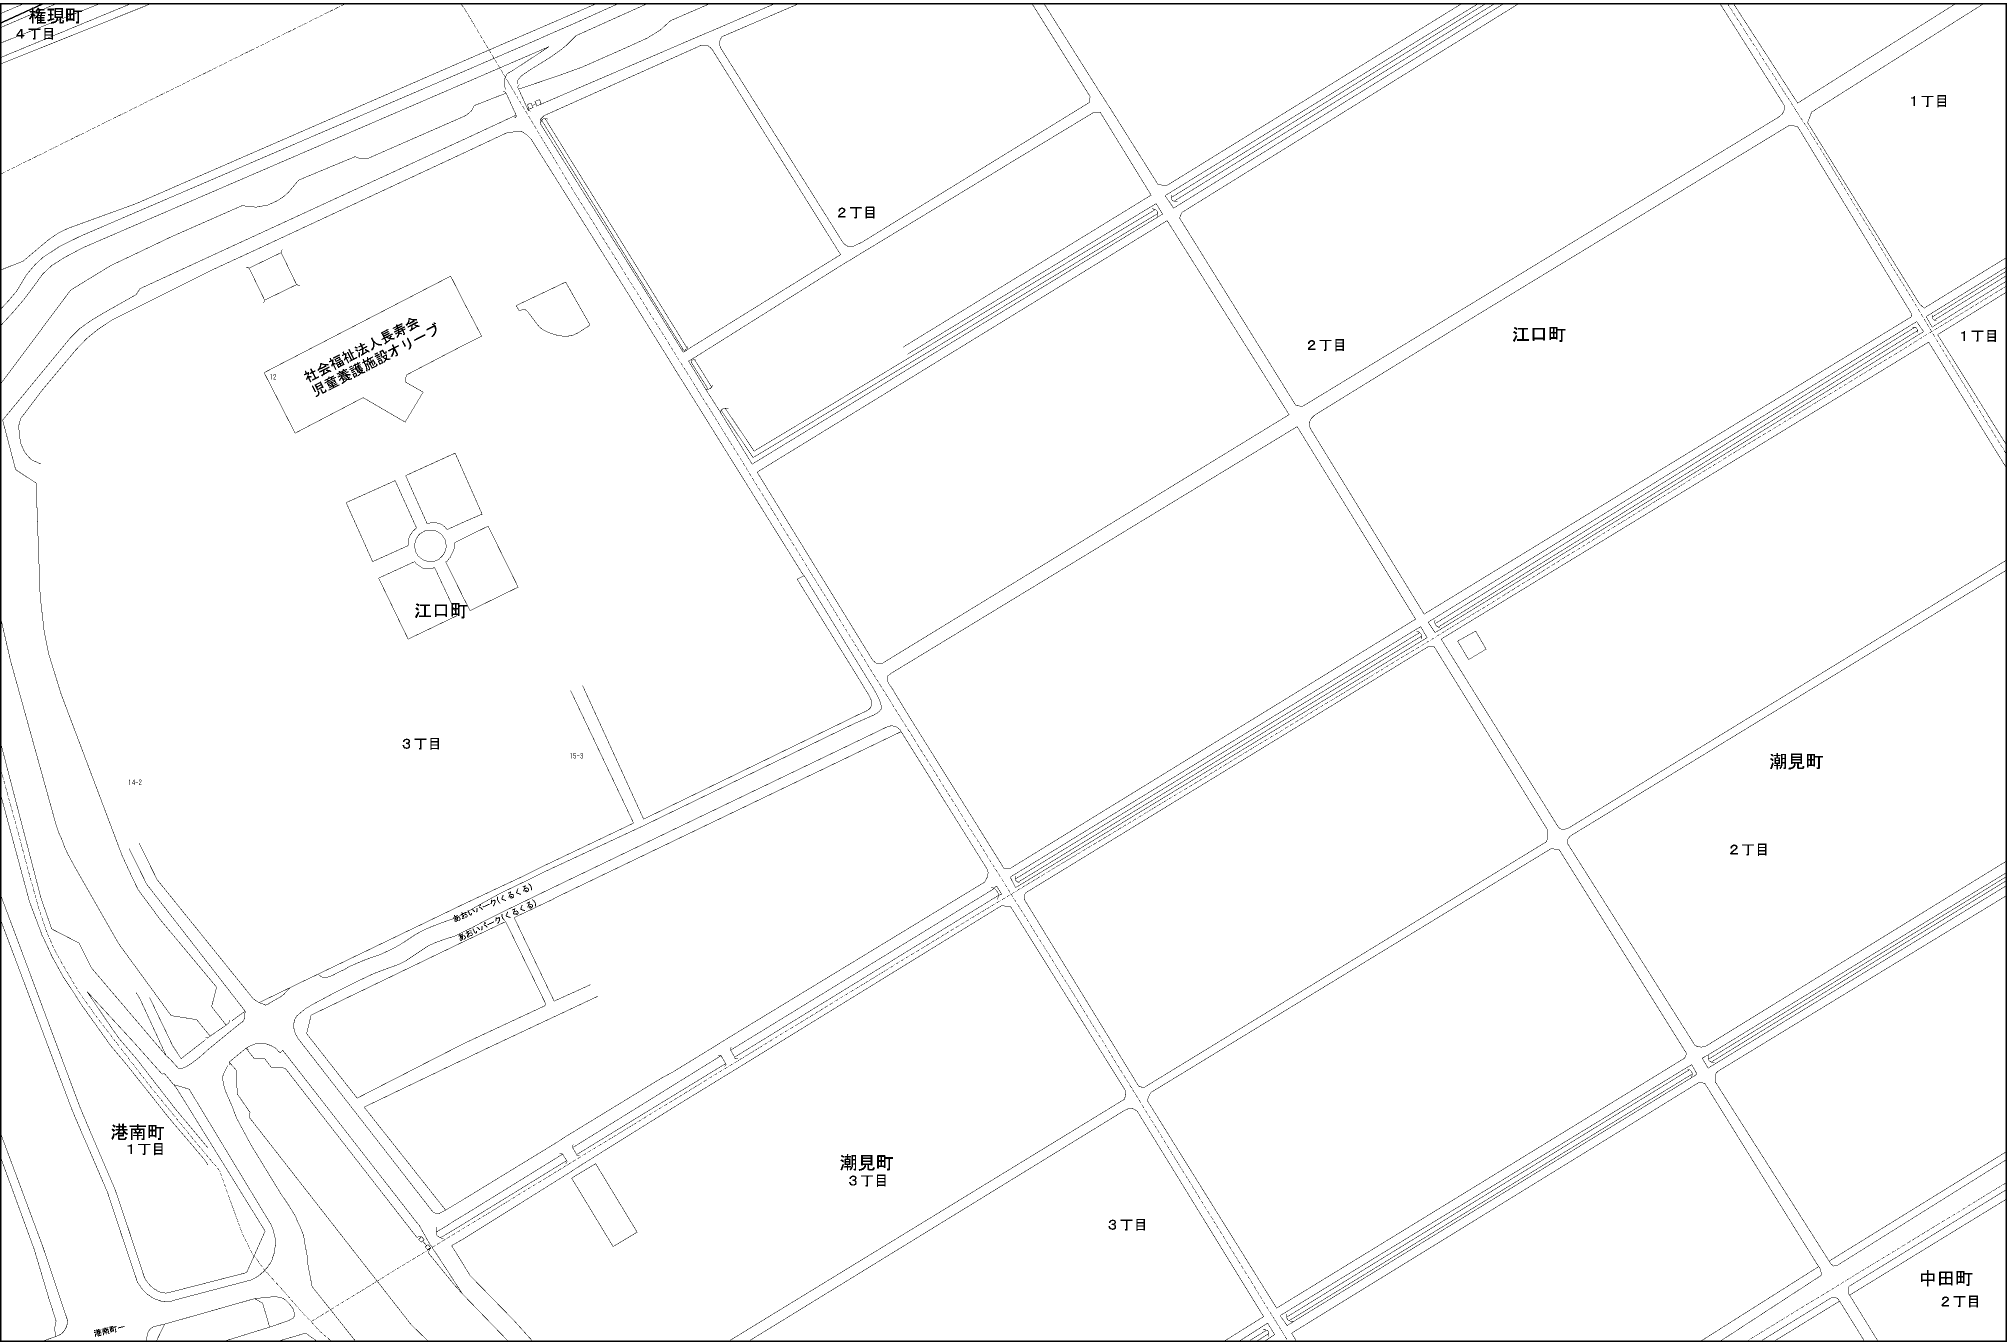 権現町
4丁目
1丁目
2丁目
江口町
2丁目
1丁目
社会福祉法人長寿会
児童養護施設オリーブ
12
江口町
3丁目
15-3
14-2
潮見町
2丁目
あおいパーク(くるくる)
あおいパーク(くるくる)
港南町
1丁目
潮見町
3丁目
3丁目
中田町
2丁目
港南町一